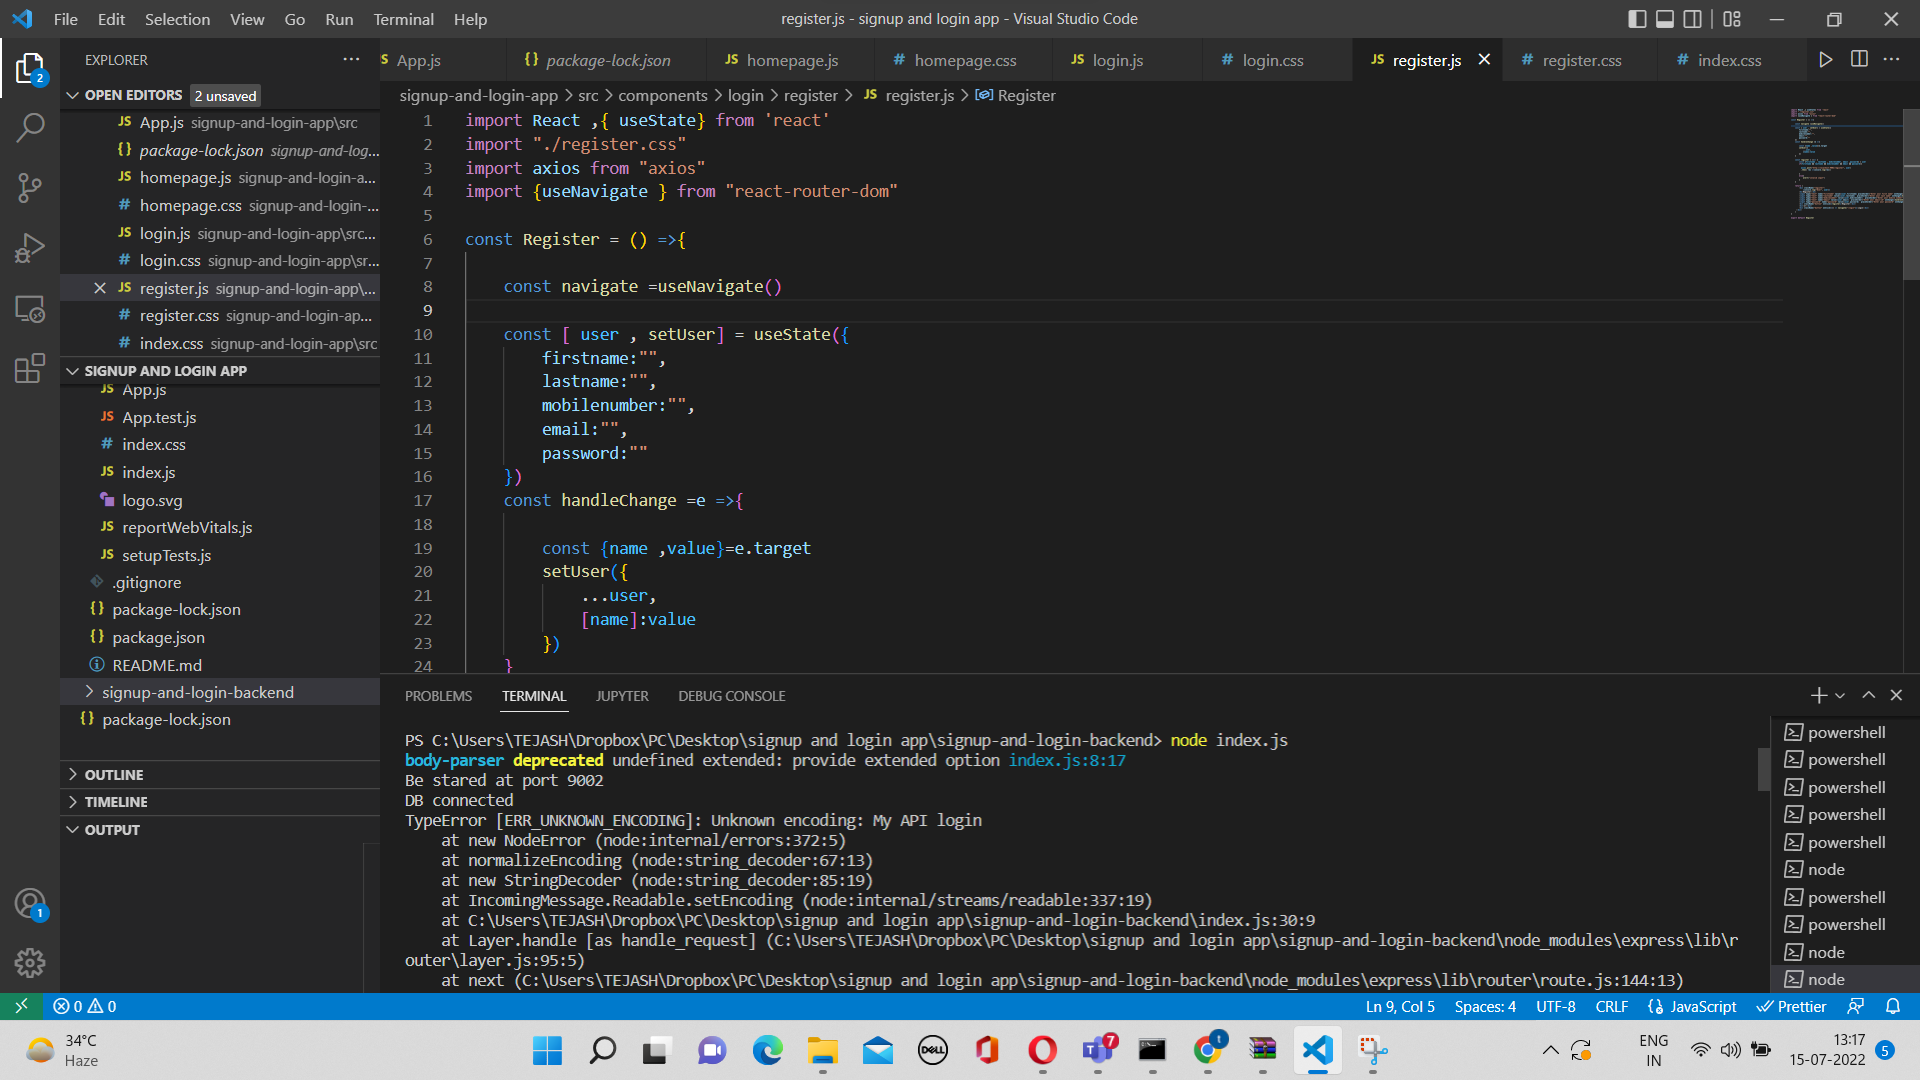 File Edit Selection View Go Run Terminal Help
register.js - signup and login app - Visual Studio Code
EXPLORER
App.js package-lock.json homepage.js homepage.css login.js login.css register.js register.css index.css
OPEN EDITORS 2 unsaved
App.js signup-and-login-app\src
package-lock.json signup-and-log...
homepage.js signup-and-login-a...
homepage.css signup-and-login-...
login.js signup-and-login-app\src...
login.css signup-and-login-app\sr...
register.js signup-and-login-app\...
register.css signup-and-login-ap...
index.css signup-and-login-app\src
SIGNUP AND LOGIN APP
App.js
App.test.js
index.css
index.js
logo.svg
reportWebVitals.js
setupTests.js
.gitignore
package-lock.json
package.json
README.md
signup-and-login-backend
package-lock.json
OUTLINE
TIMELINE
OUTPUT
signup-and-login-app > src > components > login > register > JS register.js > Register
1 import React ,{ useState} from 'react'
2 import "./register.css"
3 import axios from "axios"
4 import {useNavigate } from "react-router-dom"
5
6 const Register = () =>{
7
8 const navigate =useNavigate()
9
10 const [ user , setUser] = useState({
11 firstname:"",
12 lastname:"",
13 mobilenumber:"",
14 email:"",
15 password:""
16 })
17 const handleChange =e =>{
18
19 const {name ,value}=e.target
20 setUser({
21 ...user,
22 [name]:value
23 })
24 }
PROBLEMS TERMINAL JUPYTER DEBUG CONSOLE
PS C:\Users\TEJASH\Dropbox\PC\Desktop\signup and login app\signup-and-login-backend> node index.js
body-parser deprecated undefined extended: provide extended option index.js:8:17
Be stared at port 9002
DB connected
TypeError [ERR_UNKNOWN_ENCODING]: Unknown encoding: My API login
at new NodeError (node:internal/errors:372:5)
at normalizeEncoding (node:string_decoder:67:13)
at new StringDecoder (node:string_decoder:85:19)
at IncomingMessage.Readable.setEncoding (node:internal/streams/readable:337:19)
at C:\Users\TEJASH\Dropbox\PC\Desktop\signup and login app\signup-and-login-backend\index.js:30:9
at Layer.handle [as handle_request] (C:\Users\TEJASH\Dropbox\PC\Desktop\signup and login app\signup-and-login-backend\node_modules\express\lib\r
outer\layer.js:95:5)
at next (C:\Users\TEJASH\Dropbox\PC\Desktop\signup and login app\signup-and-login-backend\node_modules\express\lib\router\route.js:144:13)
powershell
powershell
powershell
powershell
powershell
node
powershell
powershell
node
node
0 0
Ln 9, Col 5 Spaces: 4 UTF-8 CRLF JavaScript Prettier
34°C
Haze
DELL
ENG
IN
13:17
15-07-2022
5